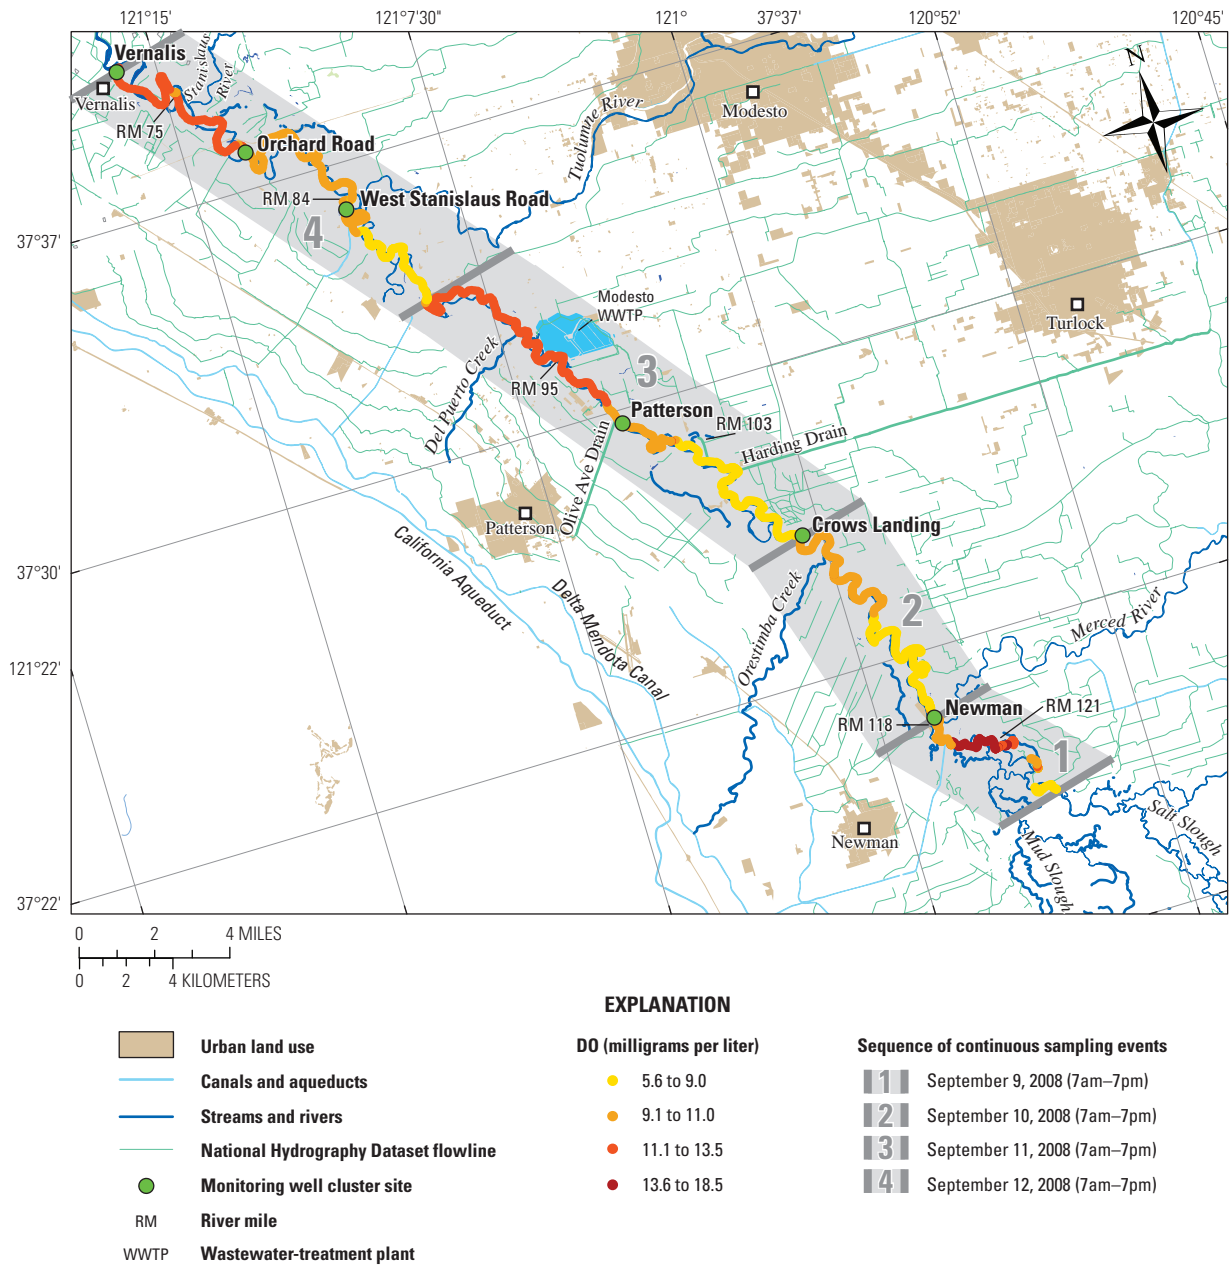 121°15'
121°7'30"
121°
37°37'
120°52'
120°45'
Vernalis
Vernalis
Stanislaus
River
RM 75
Orchard Road
RM 84
West Stanislaus Road
4
Tuolumne River
Modesto
N
37°37'
Modesto
WWTP
Turlock
3
Del Puerto Creek
RM 95
Patterson
RM 103
Harding Drain
Olive Ave Drain
Patterson
Crows Landing
California Aqueduct
37°30'
Delta Mendota Canal
Orestimba Creek
2
Merced River
121°22'
Newman
RM 121
RM 118
1
Salt Slough
Newman
Mud Slough
37°22'
0 2 4 MILES
0 2 4 KILOMETERS
EXPLANATION
Urban land use
Canals and aqueducts
Streams and rivers
National Hydrography Dataset flowline
Monitoring well cluster site
RM River mile
WWTP Wastewater-treatment plant
DO (milligrams per liter)
5.6 to 9.0
9.1 to 11.0
11.1 to 13.5
13.6 to 18.5
Sequence of continuous sampling events
1 September 9, 2008 (7am–7pm)
2 September 10, 2008 (7am–7pm)
3 September 11, 2008 (7am–7pm)
4 September 12, 2008 (7am–7pm)